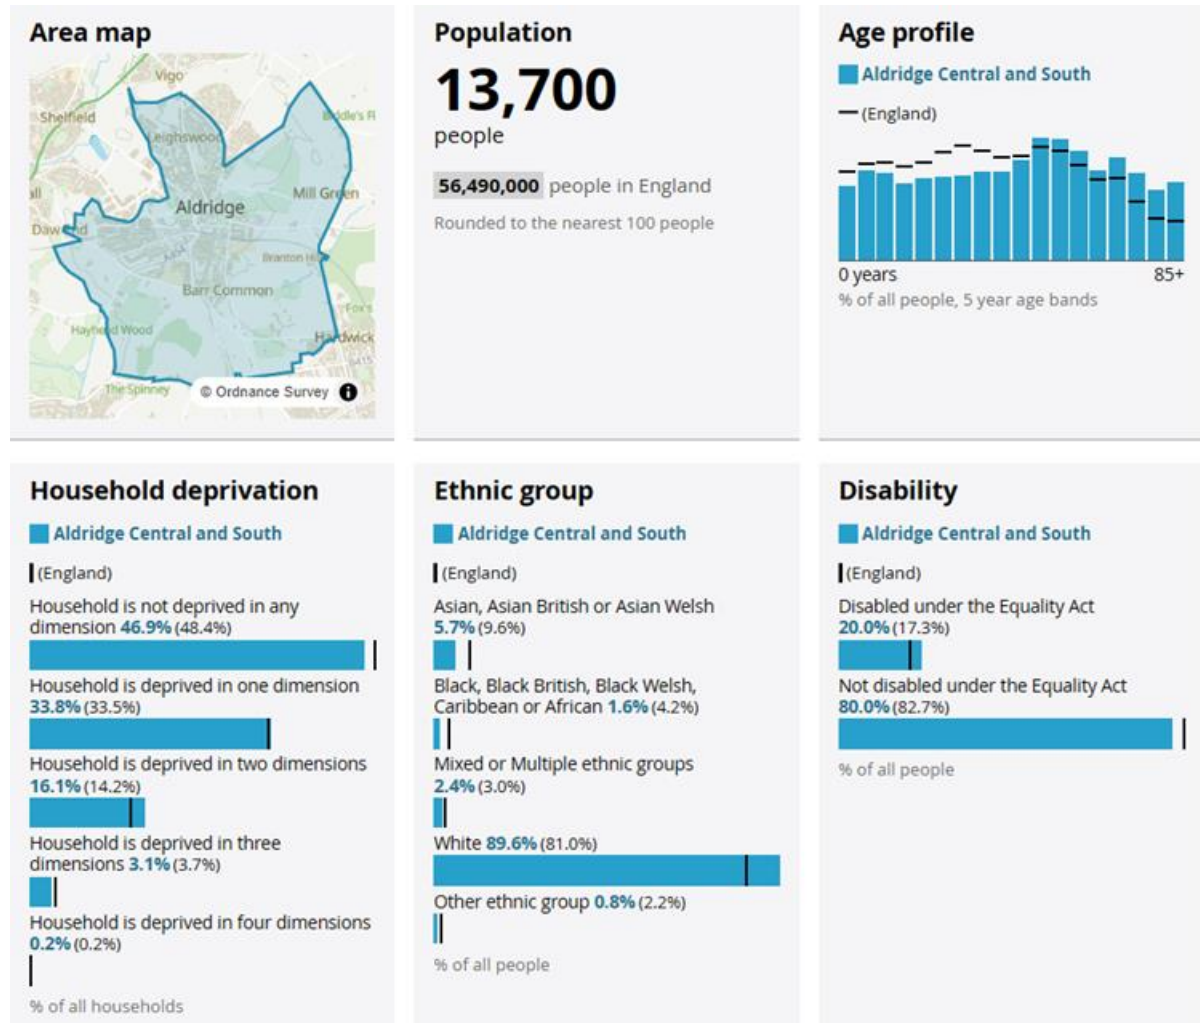 Area map
Vigo
Shelfield
Leighswood
Mill Green
Aldridge
Branton Hill
Barr Common
Hayhead Wood
Hardwick
The Spinney
© Ordnance Survey
Population
13,700
people
56,490,000 people in England
Rounded to the nearest 100 people
Age profile
Aldridge Central and South
(England)
0 years 85+
% of all people, 5 year age bands
Household deprivation
Aldridge Central and South
(England)
Household is not deprived in any
dimension 46.9% (48.4%)
Household is deprived in one dimension
33.8% (33.5%)
Household is deprived in two dimensions
16.1% (14.2%)
Household is deprived in three
dimensions 3.1% (3.7%)
Household is deprived in four dimensions
0.2% (0.2%)
% of all households
Ethnic group
Aldridge Central and South
(England)
Asian, Asian British or Asian Welsh
5.7% (9.6%)
Black, Black British, Black Welsh,
Caribbean or African 1.6% (4.2%)
Mixed or Multiple ethnic groups
2.4% (3.0%)
White 89.6% (81.0%)
Other ethnic group 0.8% (2.2%)
% of all people
Disability
Aldridge Central and South
(England)
Disabled under the Equality Act
20.0% (17.3%)
Not disabled under the Equality Act
80.0% (82.7%)
% of all people